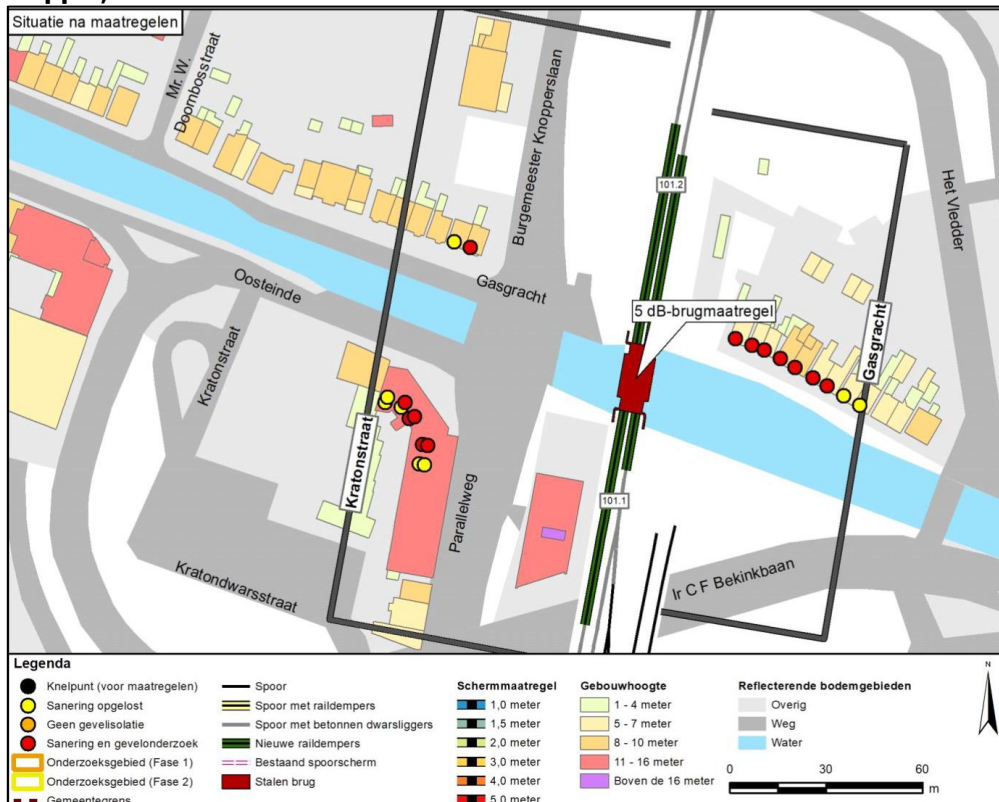 Situatie na maatregelen
Mr. W.
Doornbosstraat
Burgemeester Knopperslaan
101.2
Het Vledder
Gasgracht
Oosteinde
5 dB-brugmaatregel
Kratonstraat
Gasgracht
Kratonstraat
101.1
Parallelweg
Kratondwarsstraat
Ir C F Bekinkbaan
Legenda
Knelpunt (voor maatregelen)
Sanering opgelost
Geen gevelisolatie
Sanering en gevelonderzoek
Onderzoeksgebied (Fase 1)
Onderzoeksgebied (Fase 2)
Gemeentegrens
Spoor
Spoor met raildempers
Spoor met betonnen dwarsliggers
Nieuwe raildempers
Bestaand spoorscherm
Stalen brug
Schermmaatregel
1,0 meter
1,5 meter
2,0 meter
3,0 meter
4,0 meter
5,0 meter
Gebouwhoogte
1 - 4 meter
5 - 7 meter
8 - 10 meter
11 - 16 meter
Boven de 16 meter
Reflecterende bodemgebieden
Overig
Weg
Water
N
0 30 60
m